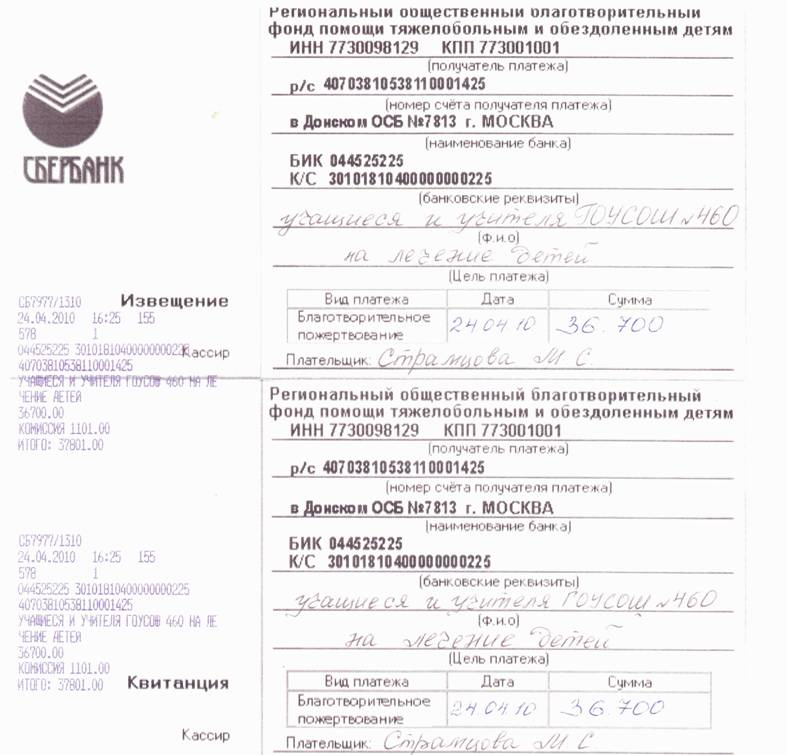 Региональный общественный благотворительный
фонд помощи тяжелобольным и обездоленным детям
ИНН 7730098129 КПП 773001001
(получатель платежа)
р/с 40703810538110001425
(номер счёта получателя платежа)
в Донском ОСБ №7813 г. МОСКВА
(наименование банка)
БИК 044525225
К/С 30101810400000000225
(банковские реквизиты)
учащиеся и учителя ГОУСОШ №460
(Ф.и.о)
на лечение детей
(Цель платежа)
Вид платежа Дата Сумма
Благотворительное
пожертвование 24 04 10 36.700
Плательщик: Страмцова М С.
СБЕРБАНК
Извещение
Кассир
СБ7977/1310
24.04.2010 16:25 155
578 1
044525225 30101810400000000225
40703810538110001425
УЧАЩИЕСЯ И УЧИТЕЛЯ ГОУСОШ 460 НА ЛЕ
ЧЕНИЕ ДЕТЕЙ
36700.00
КОМИССИЯ 1101.00
ИТОГО: 37801.00
Региональный общественный благотворительный
фонд помощи тяжелобольным и обездоленным детям
ИНН 7730098129 КПП 773001001
(получатель платежа)
р/с 40703810538110001425
(номер счёта получателя платежа)
в Донском ОСБ №7813 г. МОСКВА
(наименование банка)
БИК 044525225
К/С 30101810400000000225
(банковские реквизиты)
учащиеся и учителя ГОУСОШ №460
(Ф.и.о)
на лечение детей
(Цель платежа)
Вид платежа Дата Сумма
Благотворительное
пожертвование 24 04 10 36.700
Плательщик: Страмцова М С
СБ7977/1310
24.04.2010 16:25 155
578 1
044525225 30101810400000000225
40703810538110001425
УЧАЩИЕСЯ И УЧИТЕЛЯ ГОУСОШ 460 НА ЛЕ
ЧЕНИЕ ДЕТЕЙ
36700.00
КОМИССИЯ 1101.00
ИТОГО: 37801.00
Квитанция
Кассир